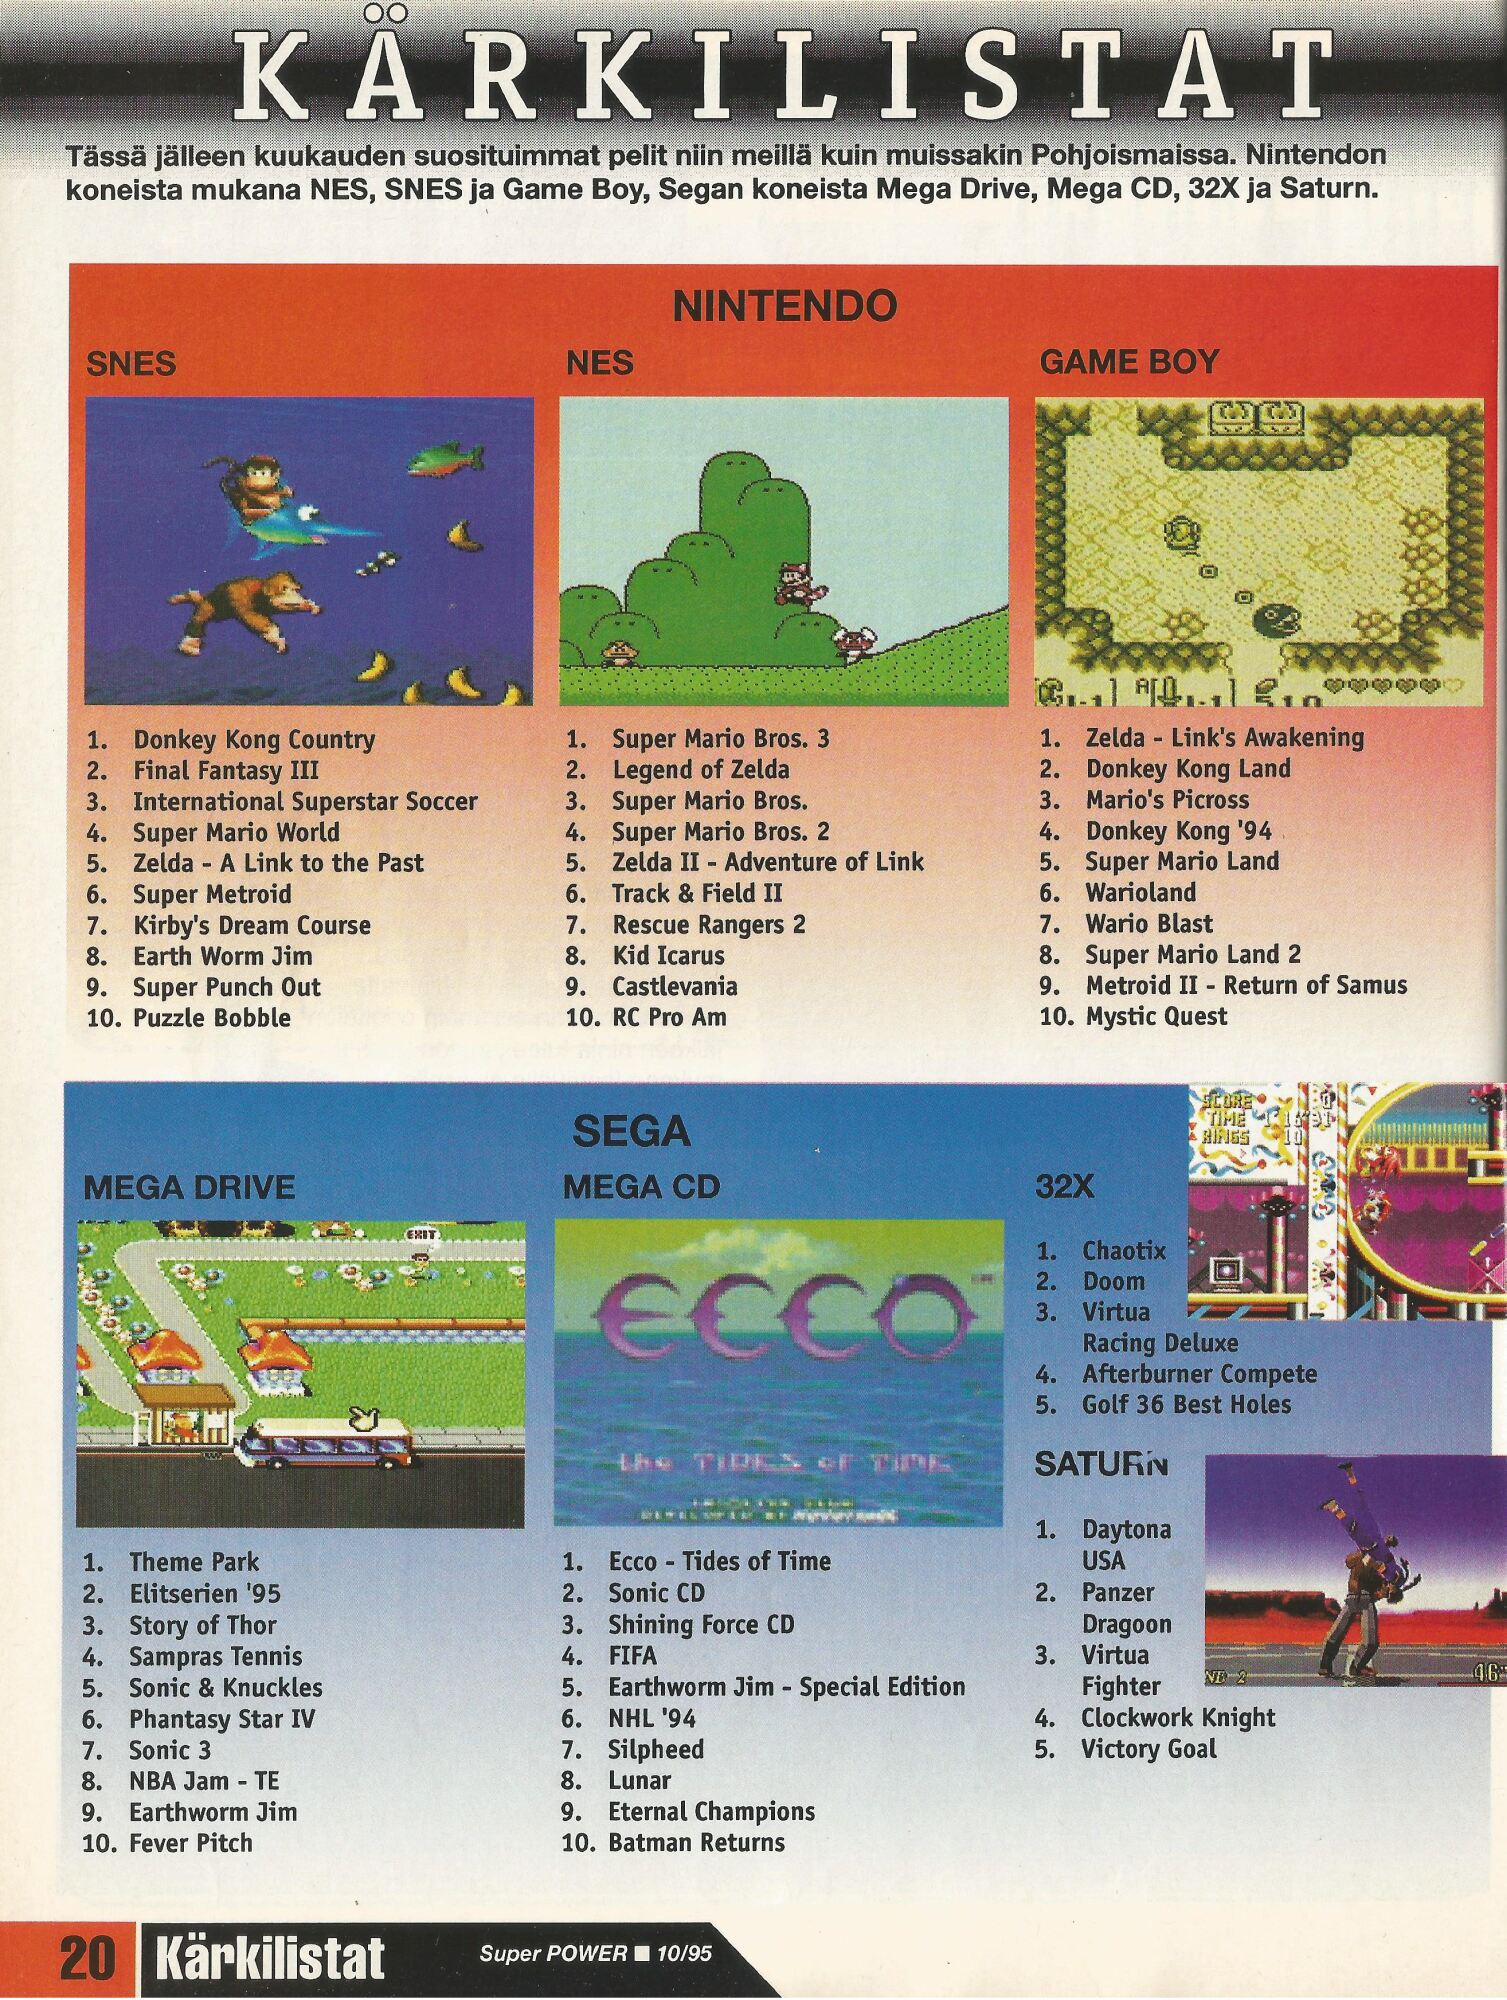 KÄRKILISTAT
Tässä jälleen kuukauden suosituimmat pelit niin meillä kuin muissakin Pohjoismaissa. Nintendon
koneista mukana NES, SNES ja Game Boy, Segan koneista Mega Drive, Mega CD, 32X ja Saturn.
NINTENDO
SNES
1. Donkey Kong Country
2. Final Fantasy III
3. International Superstar Soccer
4. Super Mario World
5. Zelda - A Link to the Past
6. Super Metroid
7. Kirby's Dream Course
8. Earth Worm Jim
9. Super Punch Out
10. Puzzle Bobble
NES
1. Super Mario Bros. 3
2. Legend of Zelda
3. Super Mario Bros.
4. Super Mario Bros. 2
5. Zelda II - Adventure of Link
6. Track & Field II
7. Rescue Rangers 2
8. Kid Icarus
9. Castlevania
10. RC Pro Am
GAME BOY
510
1. Zelda - Link's Awakening
2. Donkey Kong Land
3. Mario's Picross
4. Donkey Kong '94
5. Super Mario Land
6. Warioland
7. Wario Blast
8. Super Mario Land 2
9. Metroid II - Return of Samus
10. Mystic Quest
SEGA
MEGA DRIVE
EXIT
1. Theme Park
2. Elitserien '95
3. Story of Thor
4. Sampras Tennis
5. Sonic & Knuckles
6. Phantasy Star IV
7. Sonic 3
8. NBA Jam - TE
9. Earthworm Jim
10. Fever Pitch
MEGA CD
ECCO
the TIDES of TIME
1. Ecco - Tides of Time
2. Sonic CD
3. Shining Force CD
4. FIFA
5. Earthworm Jim - Special Edition
6. NHL '94
7. Silpheed
8. Lunar
9. Eternal Champions
10. Batman Returns
32X
SCORE 0
TIME 1'16"91
RINGS 10
1. Chaotix
2. Doom
3. Virtua
Racing Deluxe
4. Afterburner Compete
5. Golf 36 Best Holes
SATURN
NE 2
46"
1. Daytona
USA
2. Panzer
Dragoon
3. Virtua
Fighter
4. Clockwork Knight
5. Victory Goal
20 Kärkilistat Super POWER ■ 10/95